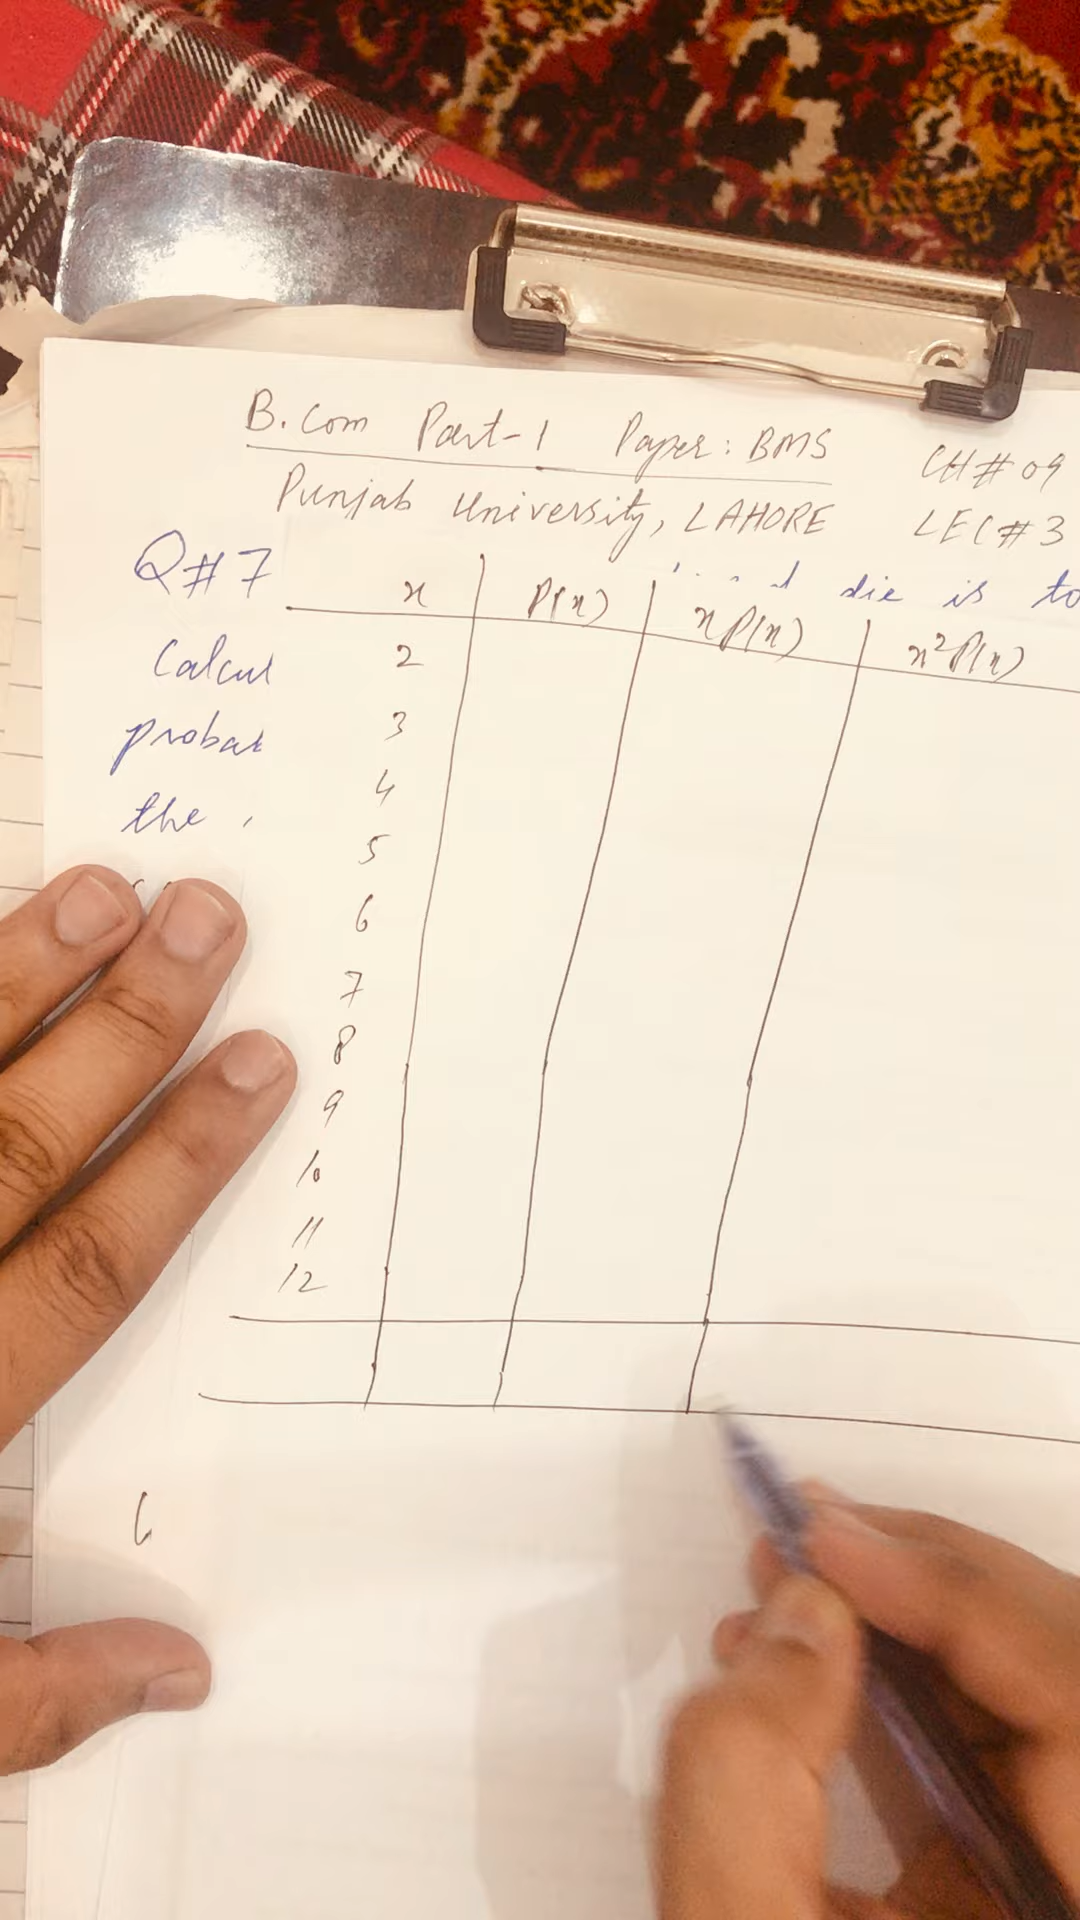 B.Com Part-1 Paper: BMS CH# 09
Punjab University, LAHORE LEC# 3
Q#7 die is to
x P(x) xP(x) x²P(x)
Calcul
2
3
probab
4
the
5
6
7
8
9
10
11
12